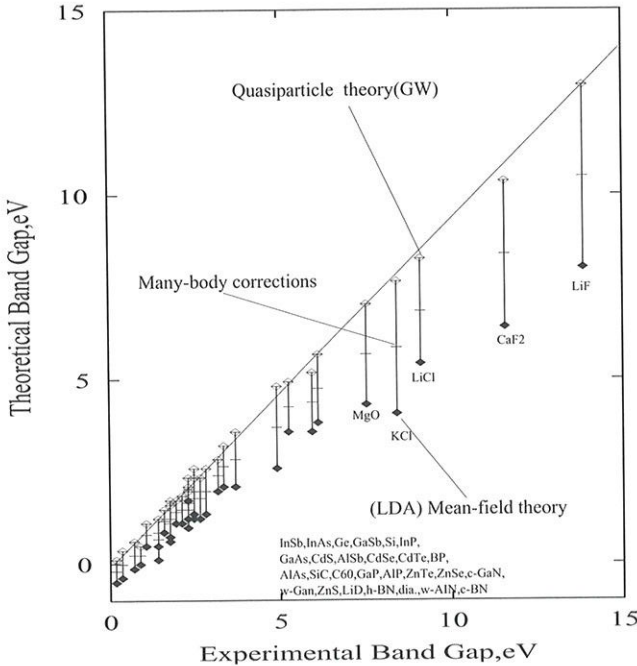 15
Quasiparticle theory(GW)
10
Many-body corrections
LiF
CaF2
5
LiCl
MgO
KCl
(LDA) Mean-field theory
InSb,InAs,Ge,GaSb,Si,InP,
GaAs,CdS,AlSb,CdSe,CdTe,BP,
AlAs,SiC,C60,GaP,AlP,ZnTe,ZnSe,c-GaN,
w-Gan,ZnS,LiD,h-BN,dia.,w-AlN,c-BN
0
0 5 10 15
Experimental Band Gap,eV
Theoretical Band Gap,eV